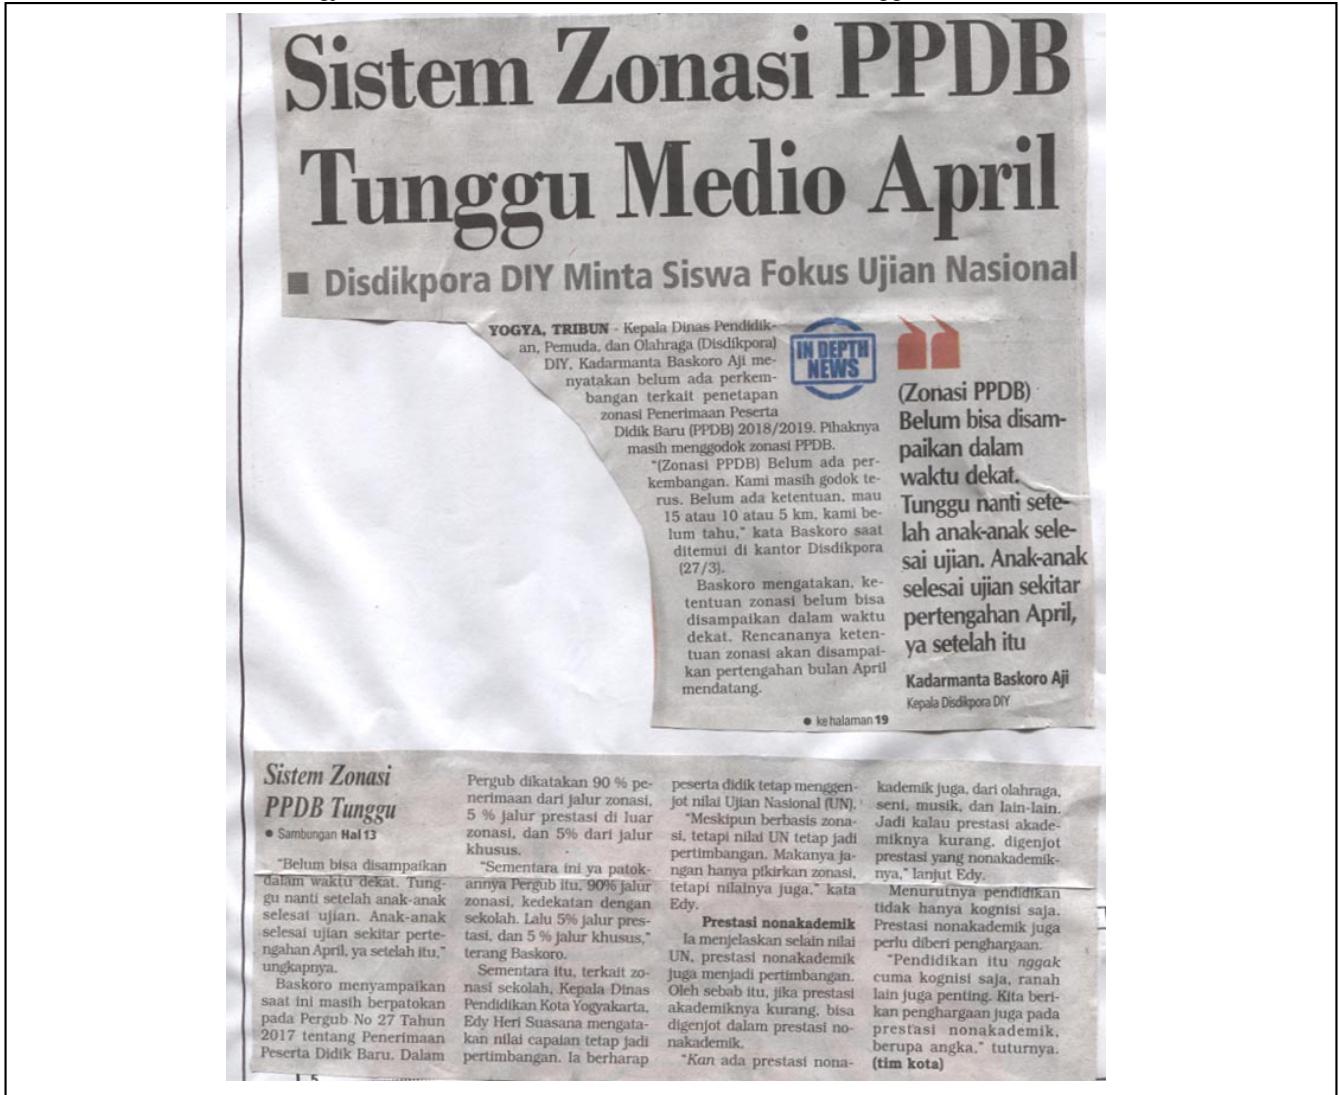 Sistem Zonasi PPDB
Tunggu Medio April
■ Disdikpora DIY Minta Siswa Fokus Ujian Nasional
YOGYA, TRIBUN - Kepala Dinas Pendidik-
an, Pemuda, dan Olahraga (Disdikpora)
DIY, Kadarmanta Baskoro Aji me-
nyatakan belum ada perkem-
bangan terkait penetapan
zonasi Penerimaan Peserta
Didik Baru (PPDB) 2018/2019. Pihaknya
masih menggodok zonasi PPDB.
"(Zonasi PPDB) Belum ada per-
kembangan. Kami masih godok te-
rus. Belum ada ketentuan, mau
15 atau 10 atau 5 km, kami be-
lum tahu," kata Baskoro saat
ditemui di kantor Disdikpora
(27/3).
Baskoro mengatakan, ke-
tentuan zonasi belum bisa
disampaikan dalam waktu
dekat. Rencananya keten-
tuan zonasi akan disampai-
kan pertengahan bulan April
mendatang.
● ke halaman 19
IN DEPTH
NEWS
(Zonasi PPDB)
Belum bisa disam-
paikan dalam
waktu dekat.
Tunggu nanti sete-
lah anak-anak sele-
sai ujian. Anak-anak
selesai ujian sekitar
pertengahan April,
ya setelah itu
Kadarmanta Baskoro Aji
Kepala Disdikpora DIY
Sistem Zonasi
PPDB Tunggu
● Sambungan Hal 13
"Belum bisa disampaikan
dalam waktu dekat. Tung-
gu nanti setelah anak-anak
selesai ujian. Anak-anak
selesai ujian sekitar perte-
ngahan April, ya setelah itu,"
ungkapnya.
Baskoro menyampaikan
saat ini masih berpatokan
pada Pergub No 27 Tahun
2017 tentang Penerimaan
Peserta Didik Baru. Dalam
Pergub dikatakan 90 % pe-
nerimaan dari jalur zonasi,
5 % jalur prestasi di luar
zonasi, dan 5% dari jalur
khusus.
"Sementara ini ya patok-
annya Pergub itu, 90% jalur
zonasi, kedekatan dengan
sekolah. Lalu 5% jalur pres-
tasi, dan 5 % jalur khusus,"
terang Baskoro.
Sementara itu, terkait zo-
nasi sekolah, Kepala Dinas
Pendidikan Kota Yogyakarta,
Edy Heri Suasana mengata-
kan nilai capaian tetap jadi
pertimbangan. Ia berharap
peserta didik tetap menggen-
jot nilai Ujian Nasional (UN).
"Meskipun berbasis zona-
si, tetapi nilai UN tetap jadi
pertimbangan. Makanya ja-
ngan hanya pikirkan zonasi,
tetapi nilainya juga," kata
Edy.
Prestasi nonakademik
Ia menjelaskan selain nilai
UN, prestasi nonakademik
juga menjadi pertimbangan.
Oleh sebab itu, jika prestasi
akademiknya kurang, bisa
digenjot dalam prestasi no-
nakademik.
"Kan ada prestasi nona-
kademik juga, dari olahraga,
seni, musik, dan lain-lain.
Jadi kalau prestasi akade-
miknya kurang, digenjot
prestasi yang nonakademik-
nya," lanjut Edy.
Menurutnya pendidikan
tidak hanya kognisi saja.
Prestasi nonakademik juga
perlu diberi penghargaan.
"Pendidikan itu nggak
cuma kognisi saja, ranah
lain juga penting. Kita beri-
kan penghargaan juga pada
prestasi nonakademik,
berupa angka," tuturnya.
(tim kota)